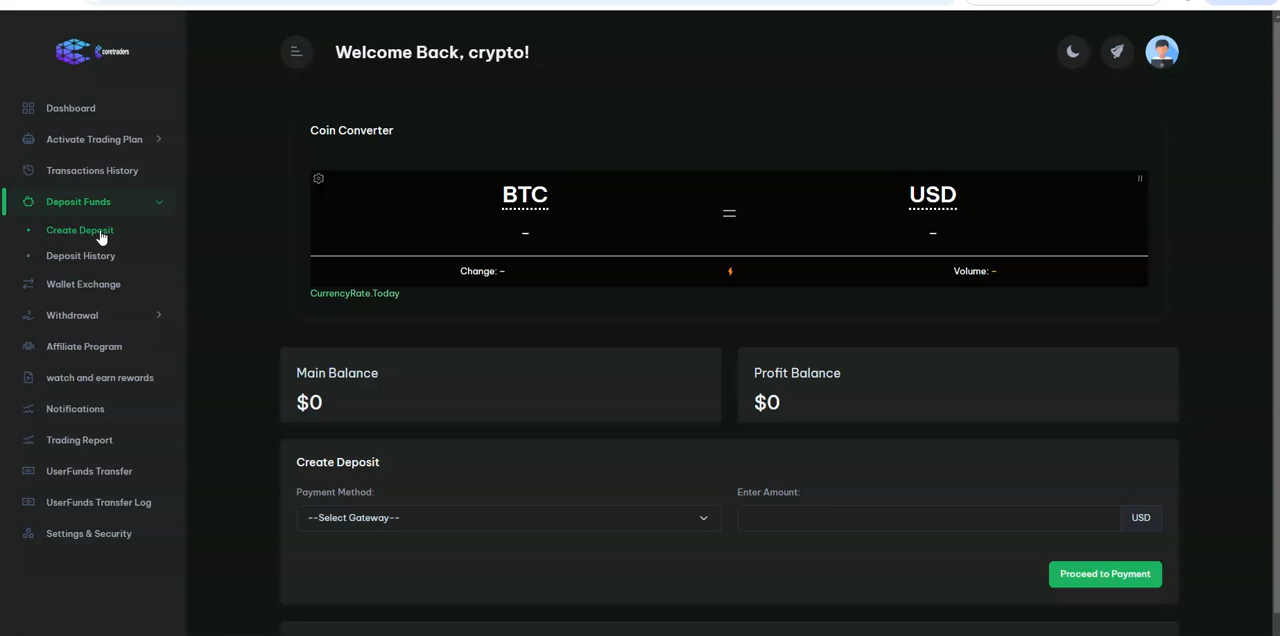 coretraders
Welcome Back, crypto!
Dashboard
Activate Trading Plan
Transactions History
Deposit Funds
Create Deposit
Deposit History
Wallet Exchange
Withdrawal
Affiliate Program
watch and earn rewards
Notifications
Trading Report
UserFunds Transfer
UserFunds Transfer Log
Settings & Security
Coin Converter
BTC = USD
– –
Change: – Volume: –
CurrencyRate.Today
Main Balance
$0
Profit Balance
$0
Create Deposit
Payment Method:
--Select Gateway--
Enter Amount:
USD
Proceed to Payment